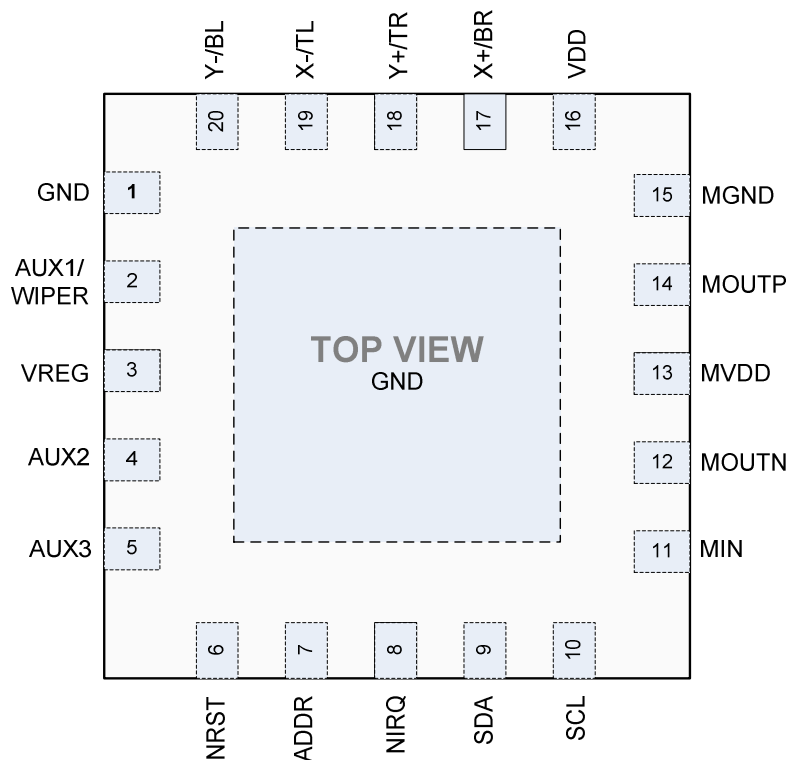 Y-/BL
X-/TL
Y+/TR
X+/BR
VDD
20
19
18
17
16
GND
1
15
MGND
AUX1/
WIPER
2
14
MOUTP
TOP VIEW
GND
VREG
3
13
MVDD
AUX2
4
12
MOUTN
AUX3
5
11
MIN
6
7
8
9
10
NRST
ADDR
NIRQ
SDA
SCL